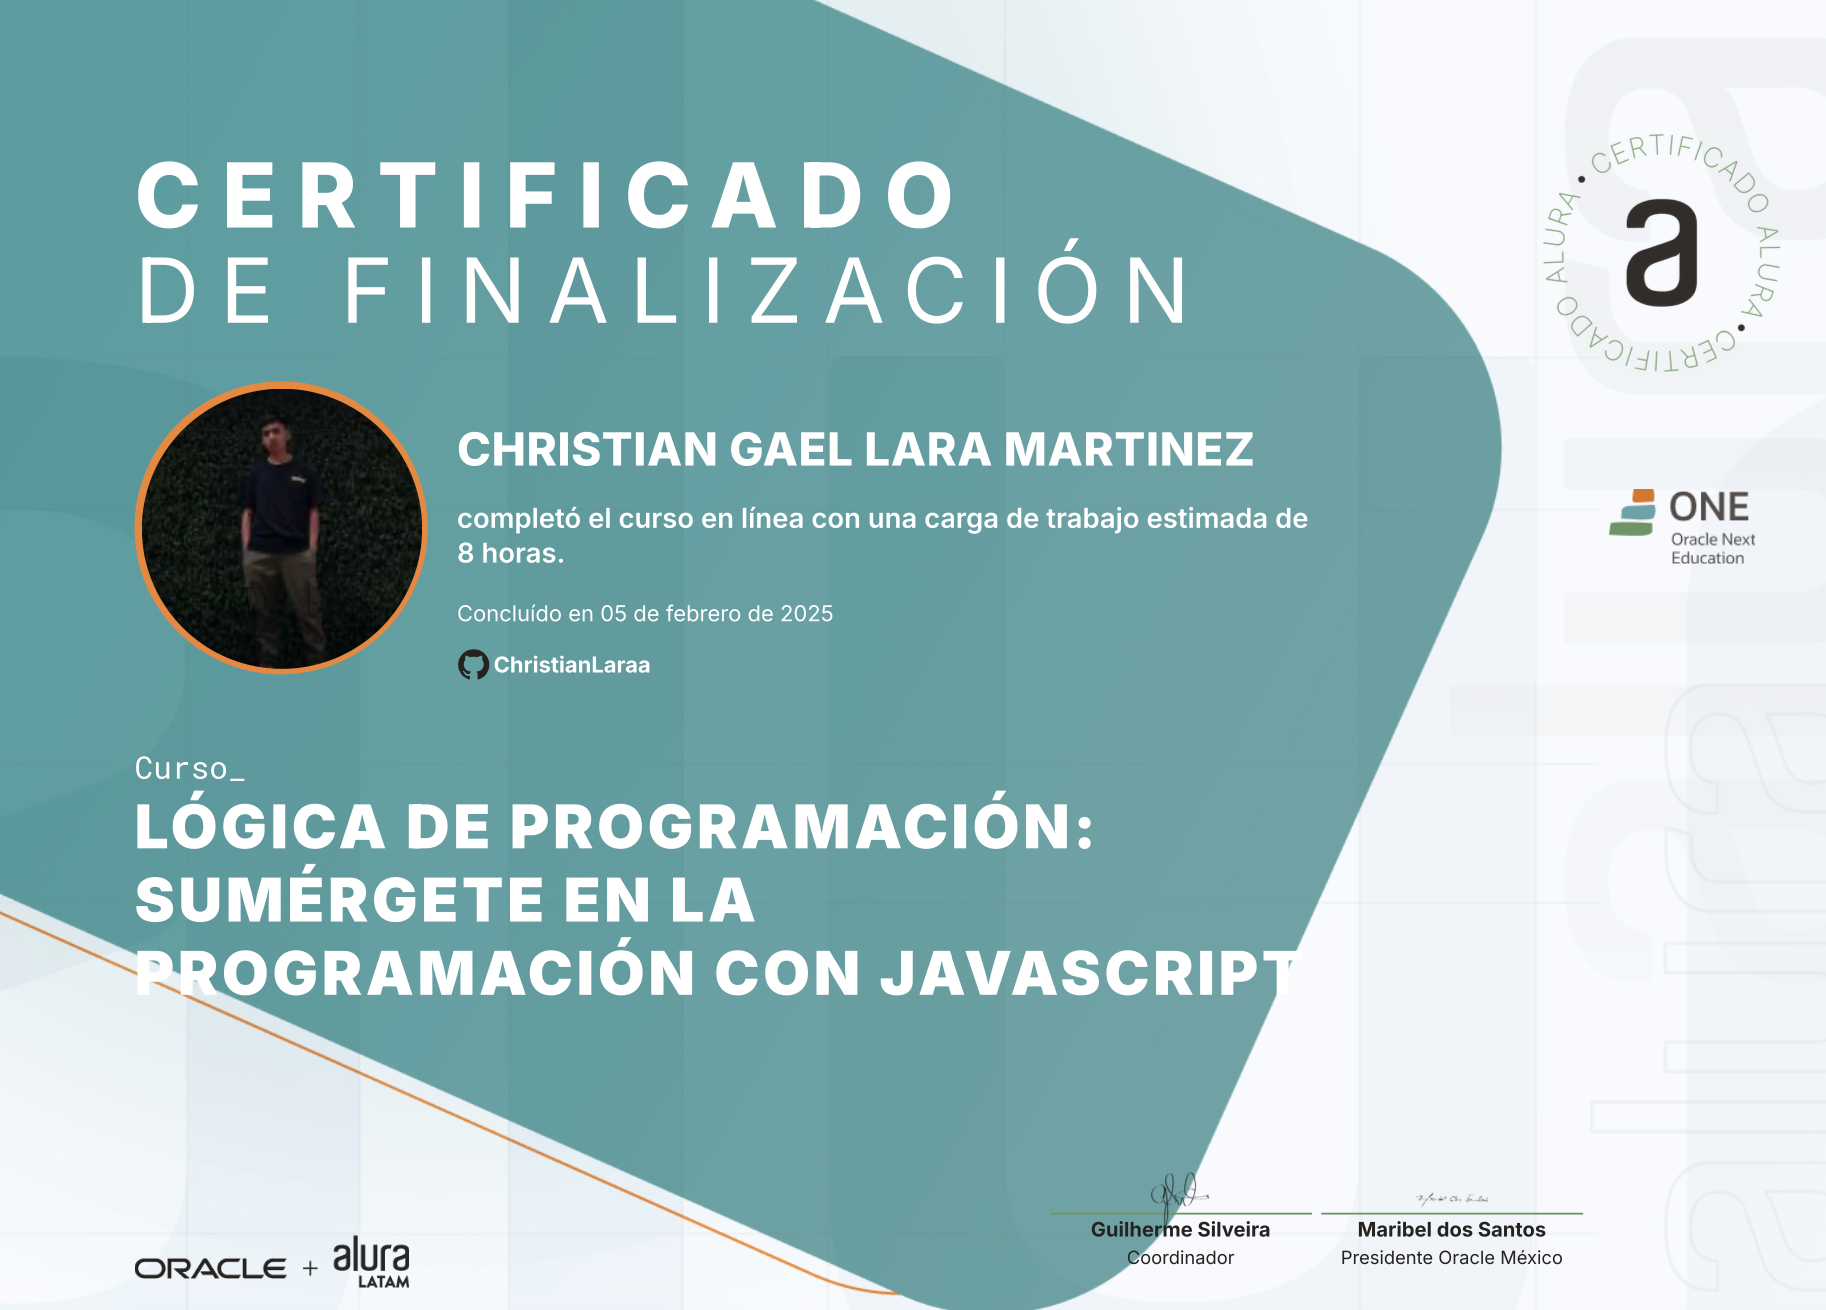 CERTIFICADO
DE FINALIZACIÓN
CERTIFICADO ALURA • CERTIFICADO ALURA •
a
CHRISTIAN GAEL LARA MARTINEZ
completó el curso en línea con una carga de trabajo estimada de
8 horas.
Concluído en 05 de febrero de 2025
ChristianLaraa
ONE
Oracle Next
Education
Curso_
LÓGICA DE PROGRAMACIÓN:
SUMÉRGETE EN LA
PROGRAMACIÓN CON JAVASCRIPT
alura
alura
Guilherme Silveira
Coordinador
Maribel dos Santos
Presidente Oracle México
ORACLE + alura
LATAM